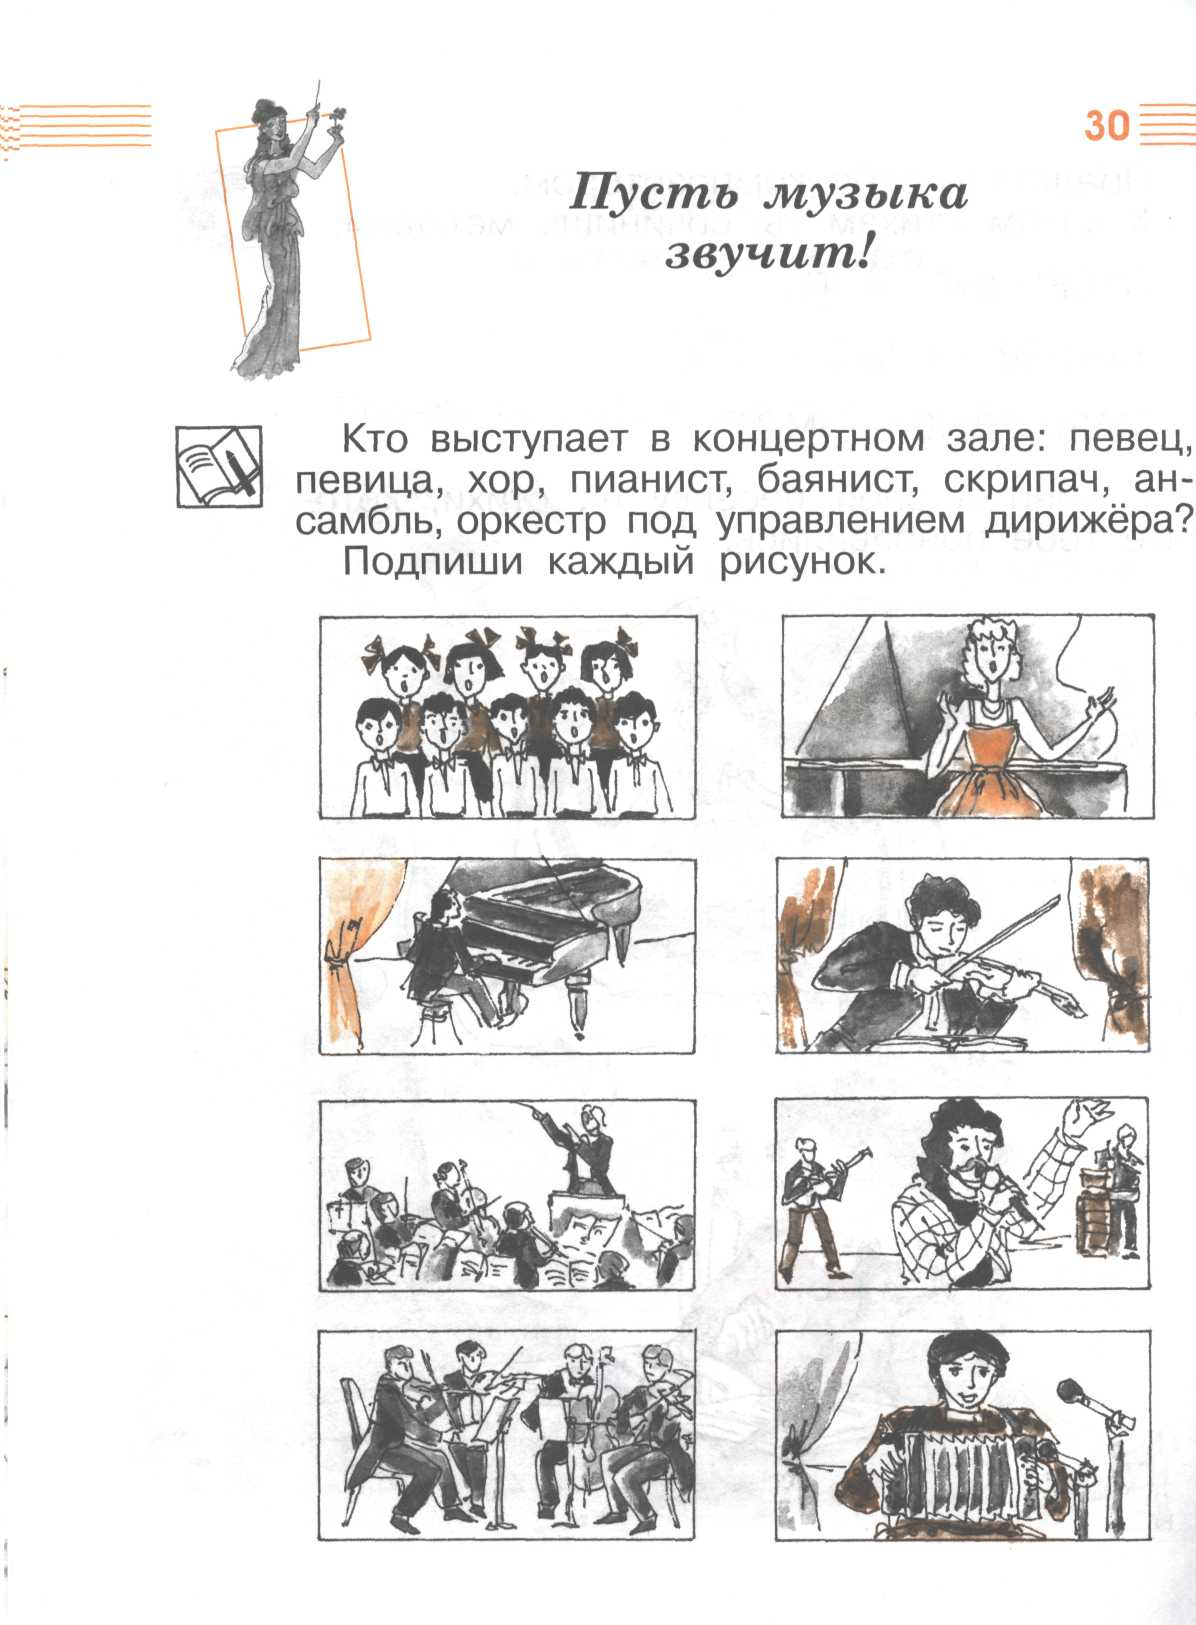 30
Пусть музыка
звучит!
Кто выступает в концертном зале: певец,
певица, хор, пианист, баянист, скрипач, ан-
самбль, оркестр под управлением дирижёра?
Подпиши каждый рисунок.